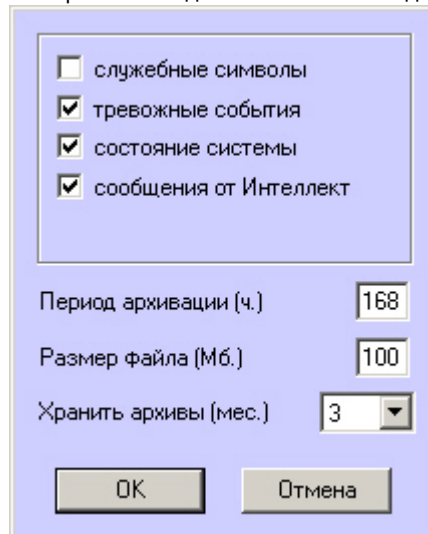 служебные символы
тревожные события
состояние системы
сообщения от Интеллект
Период архивации (ч.) 168
Размер файла (Мб.) 100
Хранить архивы (мес.) 3
OK Отмена